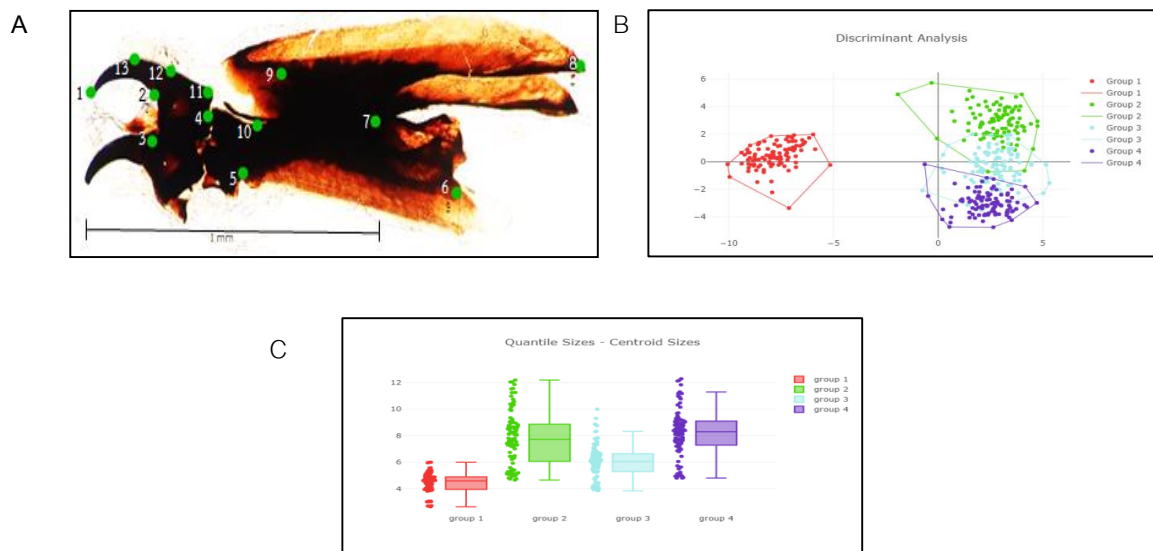 A
13
12
1
2
11
3
4
10
9
8
7
5
6
1 mm
B
Discriminant Analysis
6
4
2
0
−2
−4
−10
−5
0
5
Group 1
Group 1
Group 2
Group 2
Group 3
Group 3
Group 4
Group 4
C
Quantile Sizes - Centroid Sizes
12
10
8
6
4
group 1
group 2
group 3
group 4
group 1
group 2
group 3
group 4